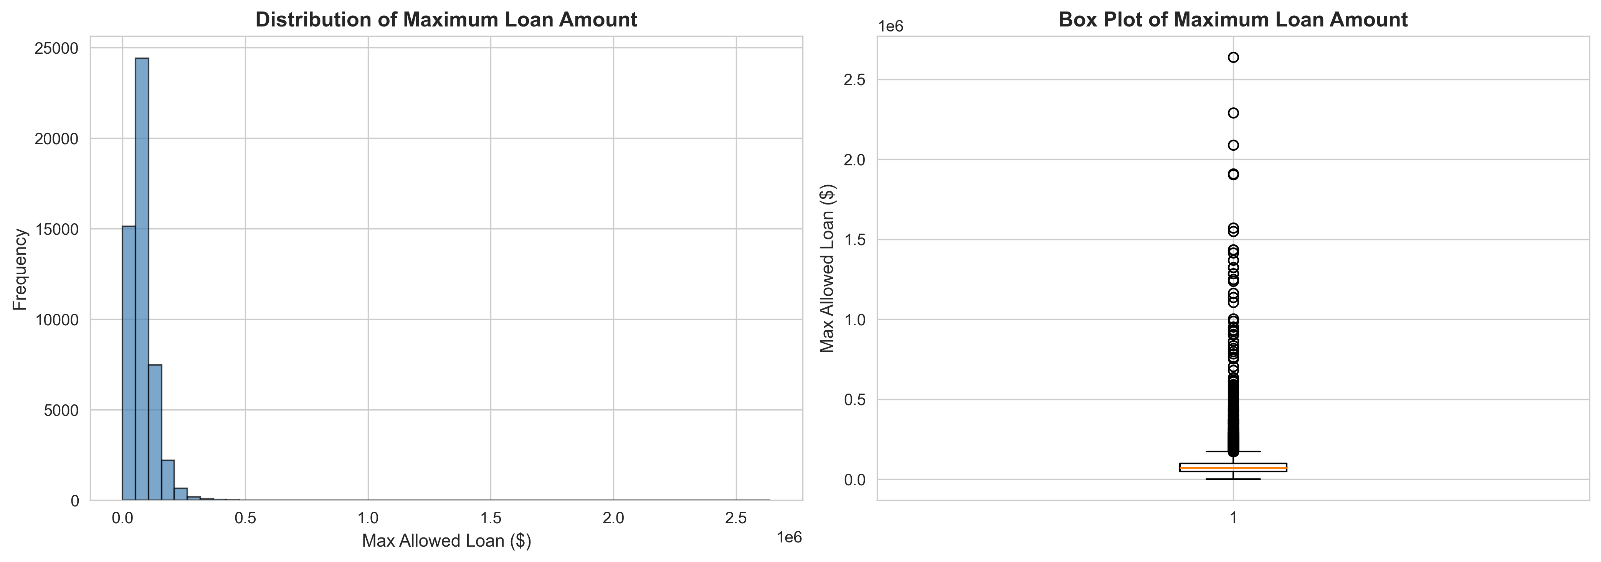 Distribution of Maximum Loan Amount
25000
20000
15000
10000
5000
0
Frequency
0.0 0.5 1.0 1.5 2.0 2.5
1e6
Max Allowed Loan ($)
Box Plot of Maximum Loan Amount
1e6
2.5
2.0
1.5
1.0
0.5
0.0
Max Allowed Loan ($)
1